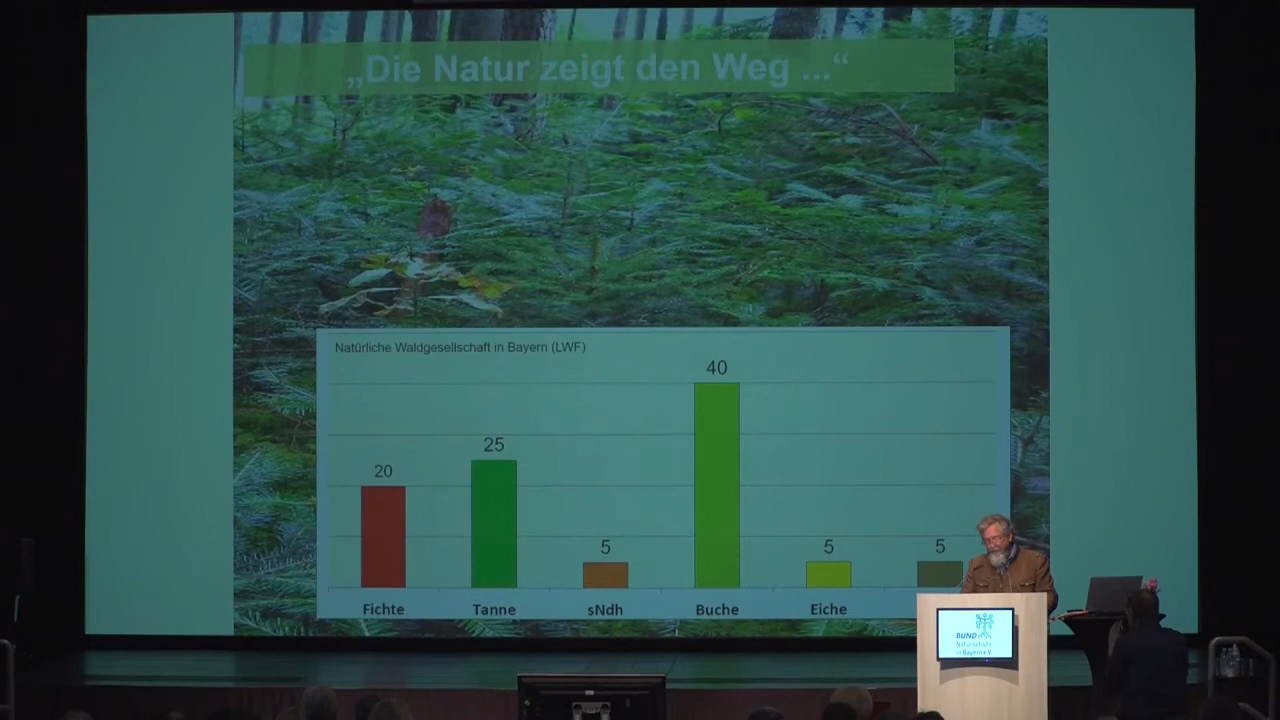 „Die Natur zeigt den Weg ...“
Natürliche Waldgesellschaft in Bayern (LWF)
20
25
5
40
5
5
Fichte
Tanne
sNdh
Buche
Eiche
BUND
Naturschutz
in Bayern e.V.